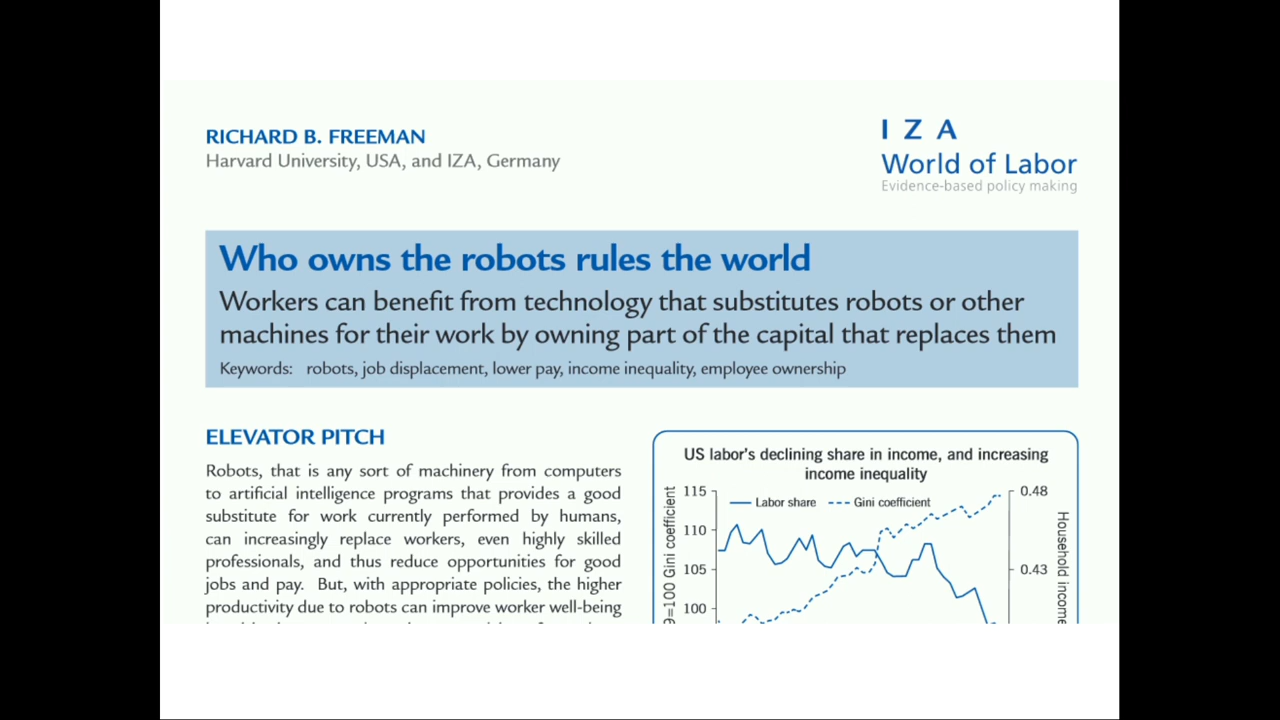 RICHARD B. FREEMAN
Harvard University, USA, and IZA, Germany
I Z A
World of Labor
Evidence-based policy making
Who owns the robots rules the world
Workers can benefit from technology that substitutes robots or other
machines for their work by owning part of the capital that replaces them
Keywords: robots, job displacement, lower pay, income inequality, employee ownership
ELEVATOR PITCH
Robots, that is any sort of machinery from computers
to artificial intelligence programs that provides a good
substitute for work currently performed by humans,
can increasingly replace workers, even highly skilled
professionals, and thus reduce opportunities for good
jobs and pay. But, with appropriate policies, the higher
productivity due to robots can improve worker well-being
US labor's declining share in income, and increasing
income inequality
Labor share
Gini coefficient
115
110
105
100
=100 Gini coefficient
0.48
0.43
Household income